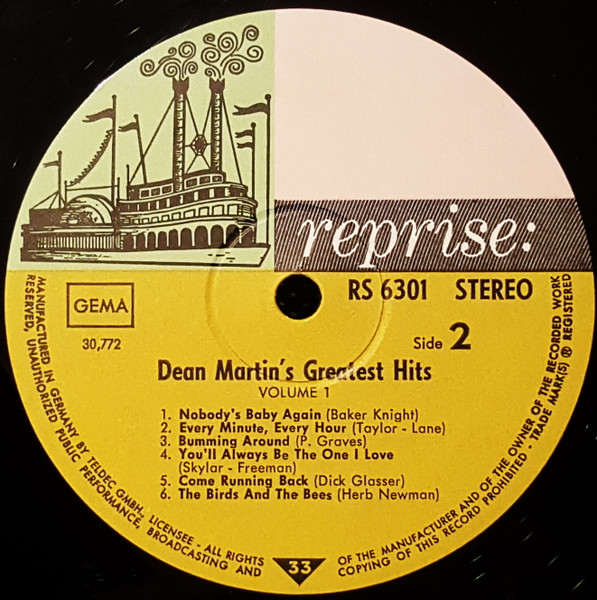 reprise:
GEMA
RS 6301 STEREO
30,772
Side 2
Dean Martin's Greatest Hits
VOLUME 1
1. Nobody's Baby Again (Baker Knight)
2. Every Minute, Every Hour (Taylor - Lane)
3. Bumming Around (P. Graves)
4. You'll Always Be The One I Love
(Skylar - Freeman)
5. Come Running Back (Dick Glasser)
6. The Birds And The Bees (Herb Newman)
33
MANUFACTURED IN GERMANY BY TELDEC GMBH., LICENSEE - ALL RIGHTS
RESERVED, UNAUTHORIZED PUBLIC PERFORMANCE, BROADCASTING AND
COPYING OF THIS RECORD PROHIBITED - TRADE MARK(S) ® REGISTERED
OF THE MANUFACTURER AND OF THE OWNER OF THE RECORDED WORK